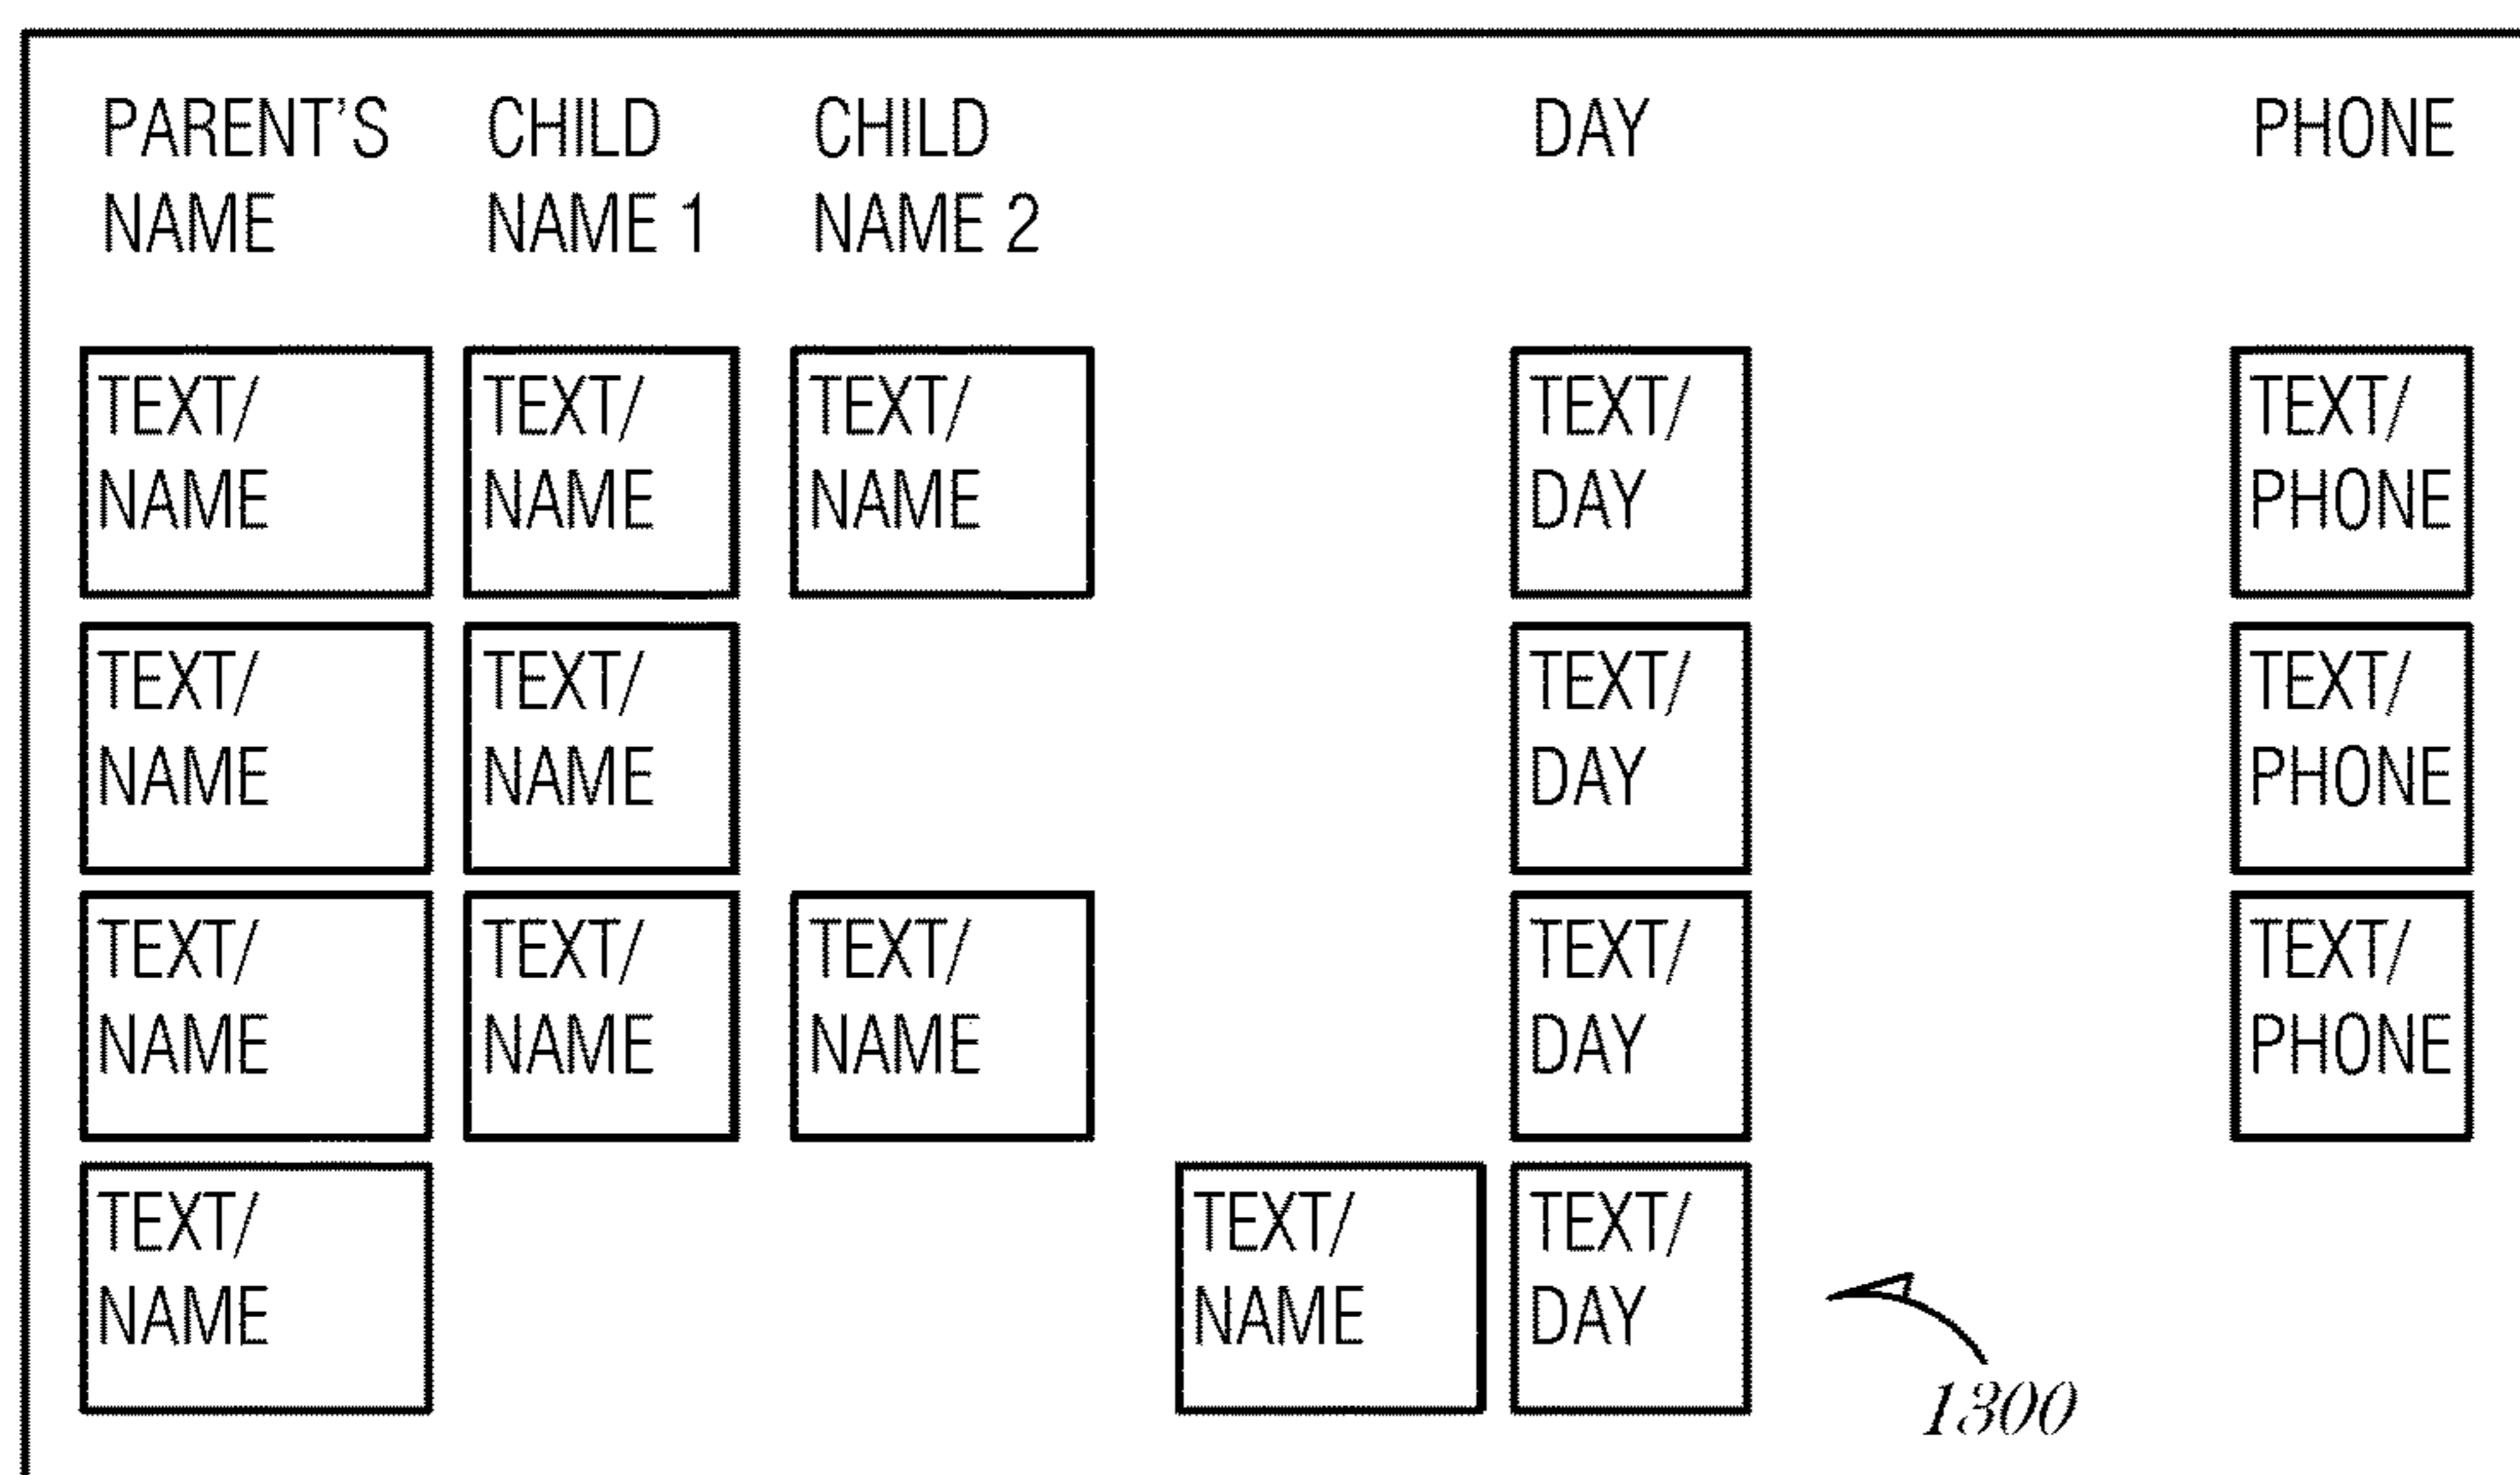 PARENT'S CHILD CHILD DAY PHONE
NAME NAME 1 NAME 2
TEXT/ TEXT/ TEXT/ TEXT/ TEXT/
NAME NAME NAME DAY PHONE
TEXT/ TEXT/ TEXT/ TEXT/
NAME NAME DAY PHONE
TEXT/ TEXT/ TEXT/ TEXT/ TEXT/
NAME NAME NAME DAY PHONE
TEXT/ TEXT/ TEXT/
NAME NAME DAY
1300